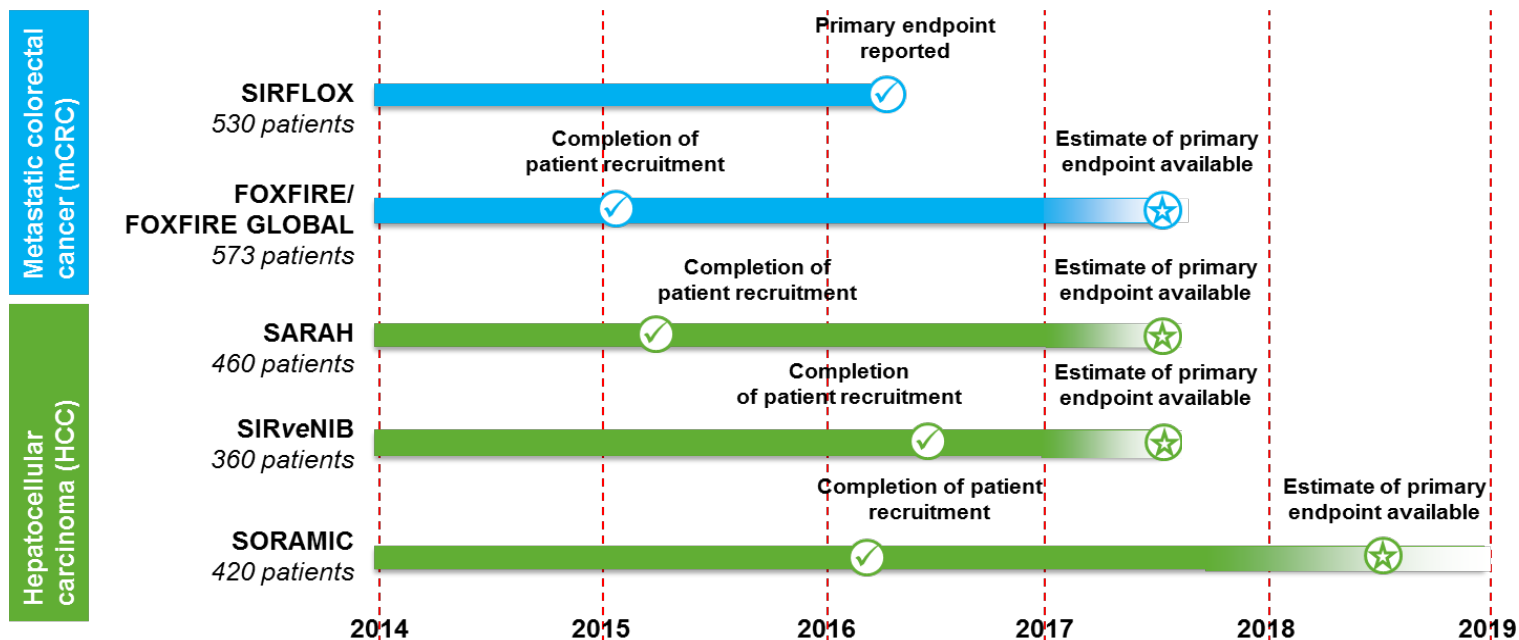 Metastatic colorectal
cancer (mCRC)
Primary endpoint
reported
SIRFLOX
530 patients
Completion of
patient recruitment
Estimate of primary
endpoint available
FOXFIRE/
FOXFIRE GLOBAL
573 patients
Hepatocellular
carcinoma (HCC)
Completion of
patient recruitment
Estimate of primary
endpoint available
SARAH
460 patients
Completion
of patient recruitment
Estimate of primary
endpoint available
SIRveNIB
360 patients
Completion of patient
recruitment
Estimate of primary
endpoint available
SORAMIC
420 patients
2014 2015 2016 2017 2018 2019